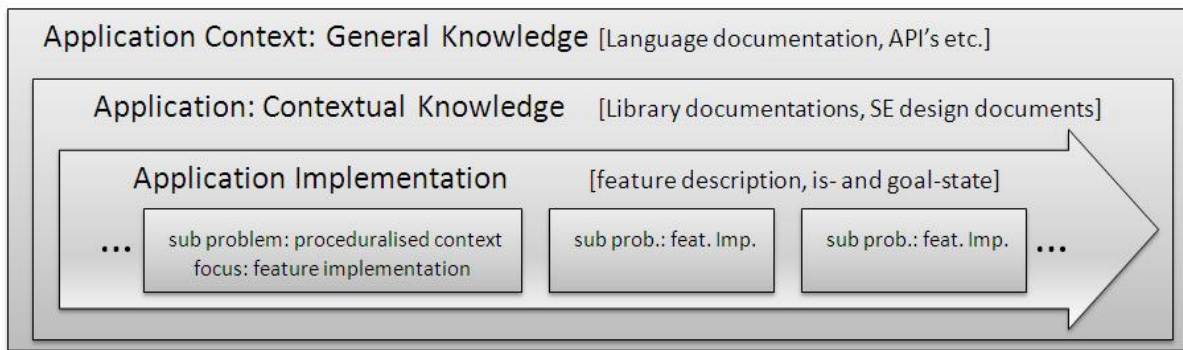 Application Context: General Knowledge [Language documentation, API's etc.]
Application: Contextual Knowledge [Library documentations, SE design documents]
Application Implementation [feature description, is- and goal-state]
... sub problem: proceduralised context
focus: feature implementation
sub prob.: feat. Imp.
sub prob.: feat. Imp. ...